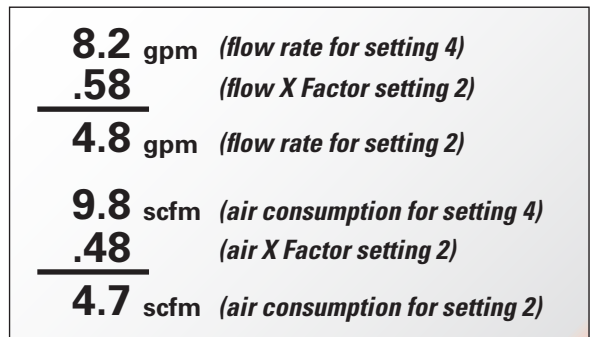 8.2 gpm (flow rate for setting 4)
.58 (flow X Factor setting 2)
4.8 gpm (flow rate for setting 2)
9.8 scfm (air consumption for setting 4)
.48 (air X Factor setting 2)
4.7 scfm (air consumption for setting 2)